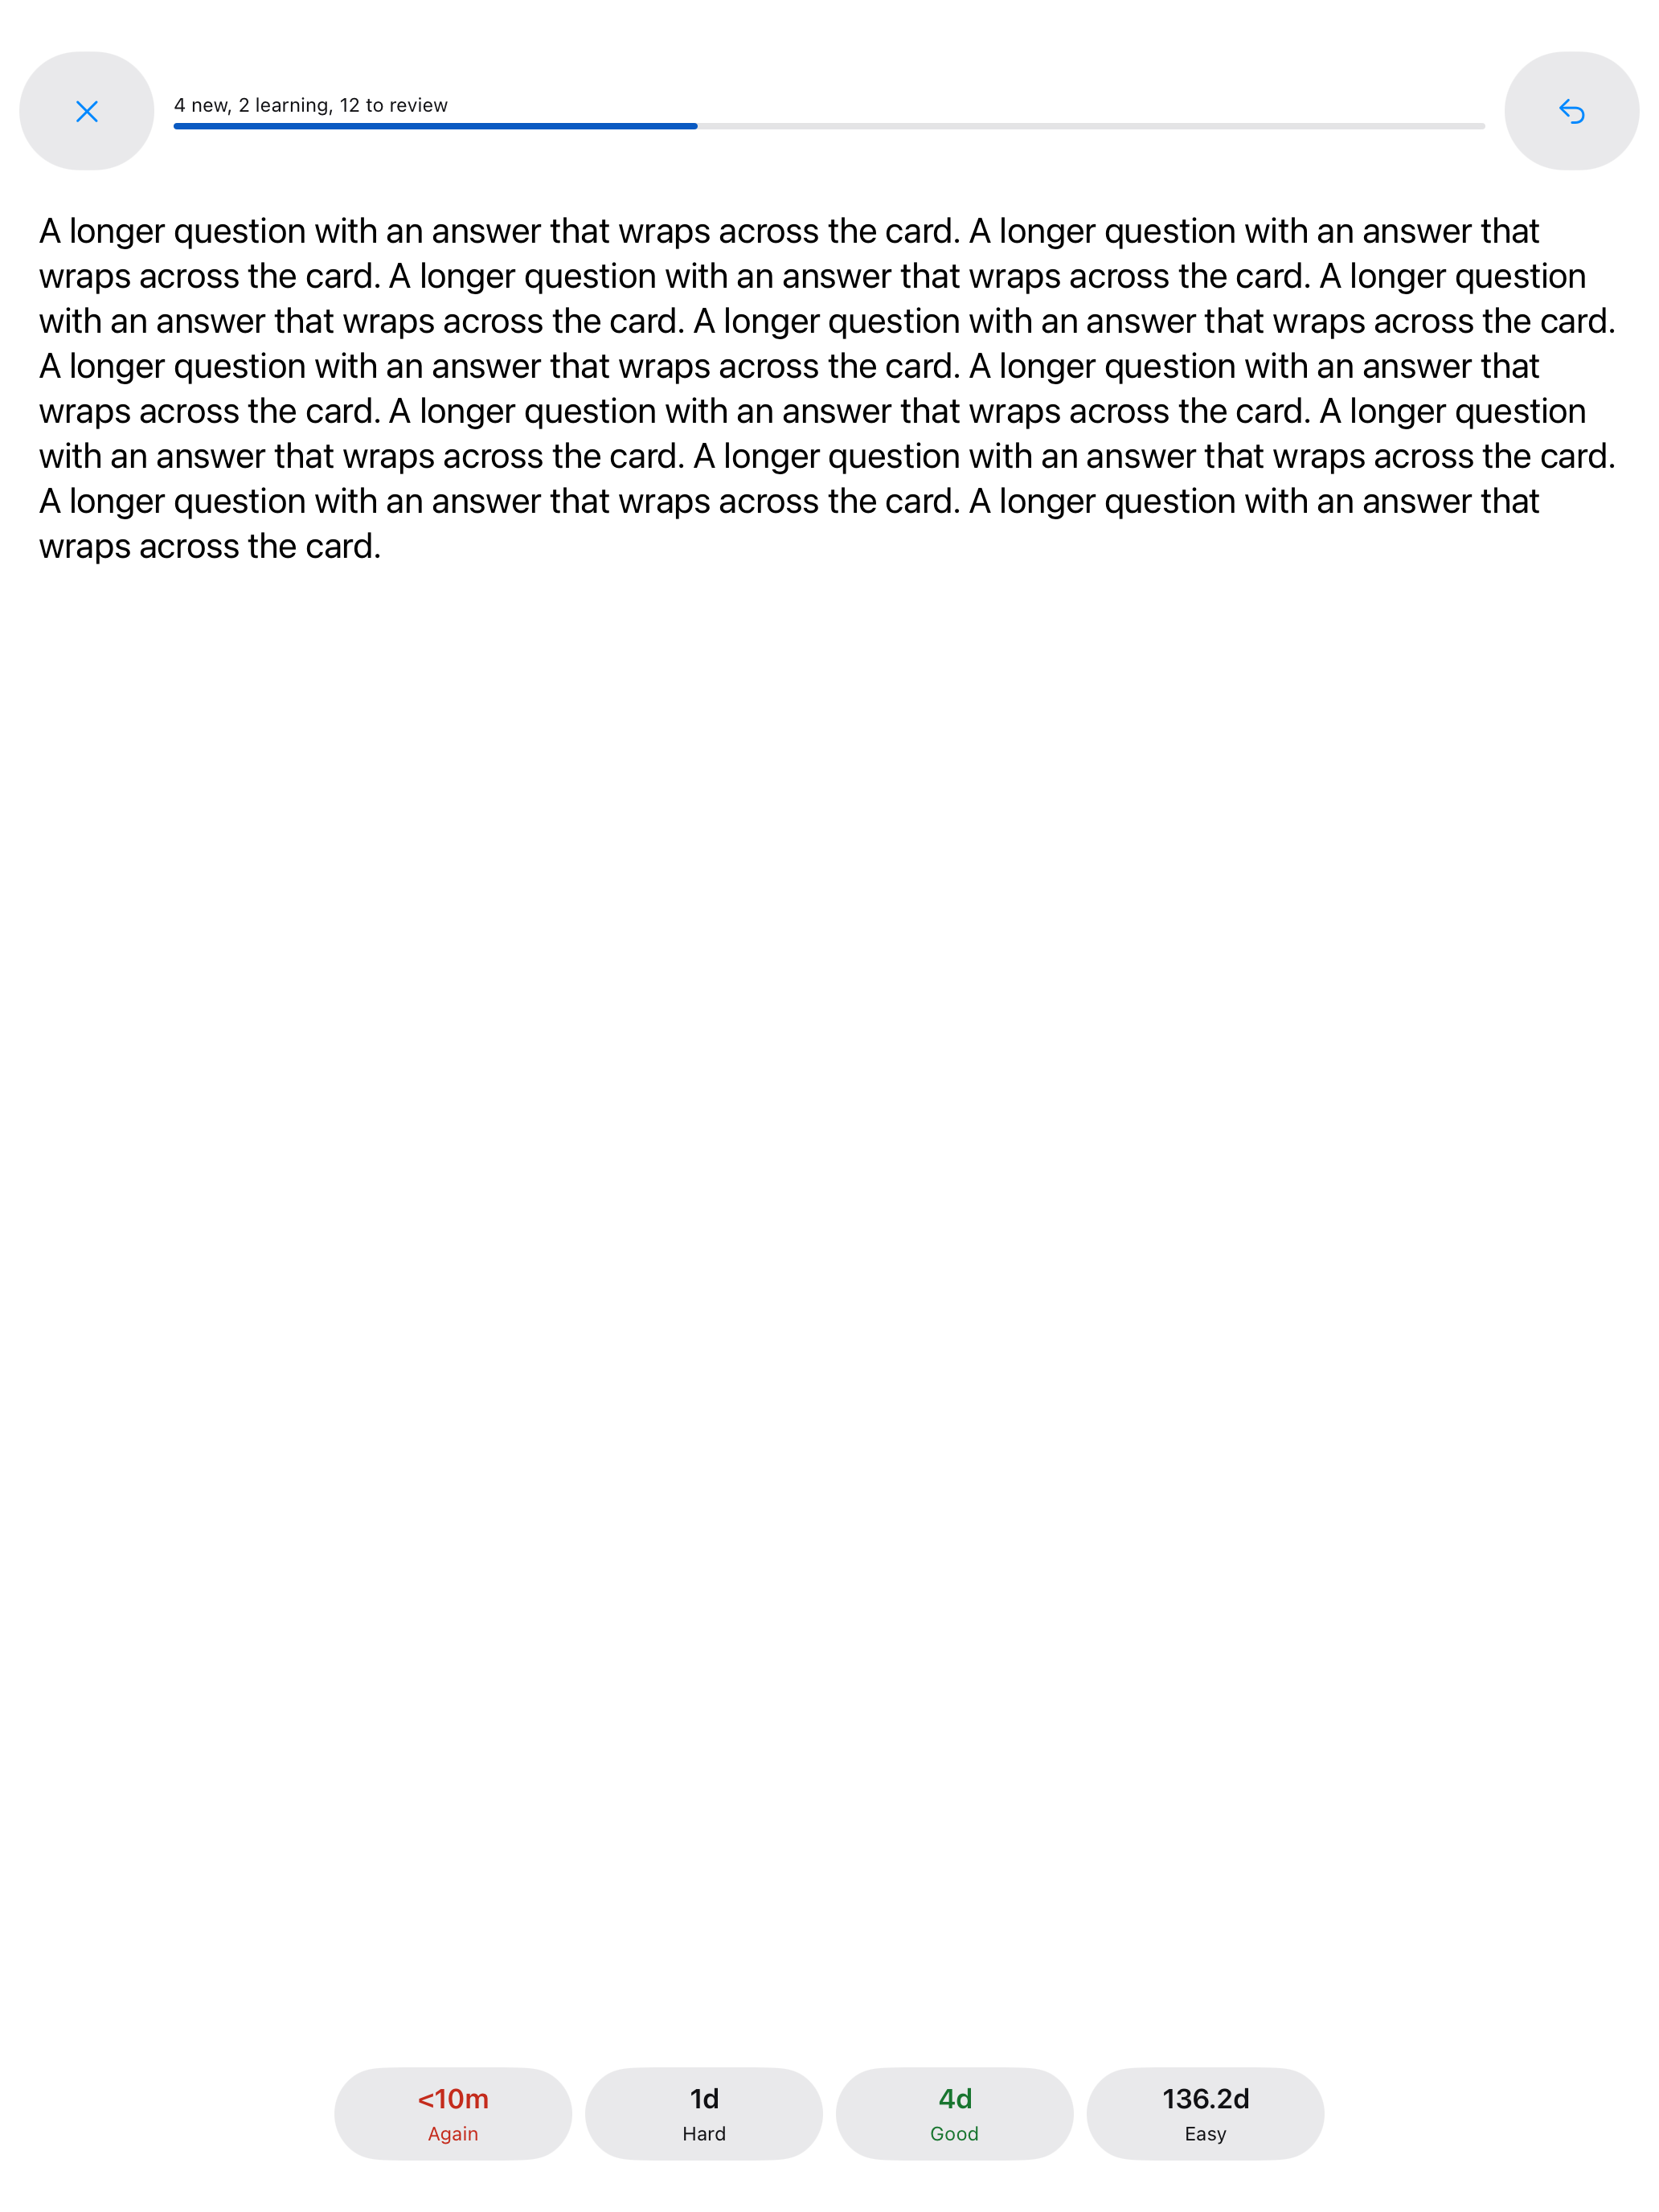 4 new, 2 learning, 12 to review
A longer question with an answer that wraps across the card. A longer question with an answer that
wraps across the card. A longer question with an answer that wraps across the card. A longer question
with an answer that wraps across the card. A longer question with an answer that wraps across the card.
A longer question with an answer that wraps across the card. A longer question with an answer that
wraps across the card. A longer question with an answer that wraps across the card. A longer question
with an answer that wraps across the card. A longer question with an answer that wraps across the card.
A longer question with an answer that wraps across the card. A longer question with an answer that
wraps across the card.
<10m 1d 4d 136.2d
Again Hard Good Easy